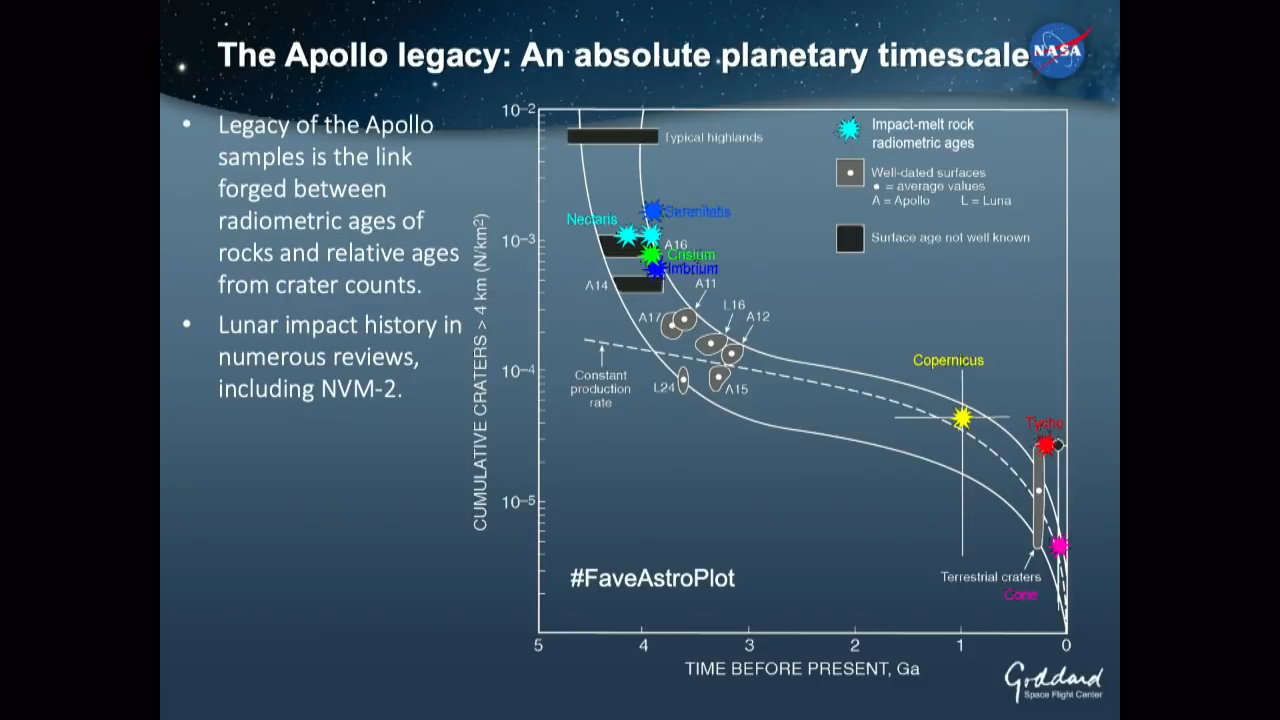 The Apollo legacy: An absolute planetary timescale
NASA
• Legacy of the Apollo
samples is the link
forged between
radiometric ages of
rocks and relative ages
from crater counts.
• Lunar impact history in
numerous reviews,
including NVM-2.
CUMULATIVE CRATERS > 4 km (N/km²)
10⁻²
10⁻³
10⁻⁴
10⁻⁵
Typical highlands
Impact-melt rock
radiometric ages
Well-dated surfaces
• = average values
A = Apollo L = Luna
Surface age not well known
Nectaris
Serenitatis
A16
Crisium
Imbrium
A14
A11
A17
L16
A12
Constant
production
rate
L24
A15
Copernicus
Tycho
Terrestrial craters
Cone
#FaveAstroPlot
5 4 3 2 1 0
TIME BEFORE PRESENT, Ga
Goddard
Space Flight Center